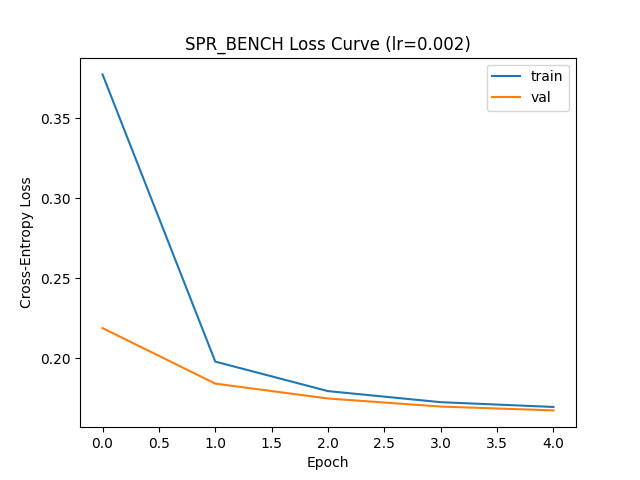 SPR_BENCH Loss Curve (lr=0.002)
train
val
Cross-Entropy Loss
0.35
0.30
0.25
0.20
0.0 0.5 1.0 1.5 2.0 2.5 3.0 3.5 4.0
Epoch